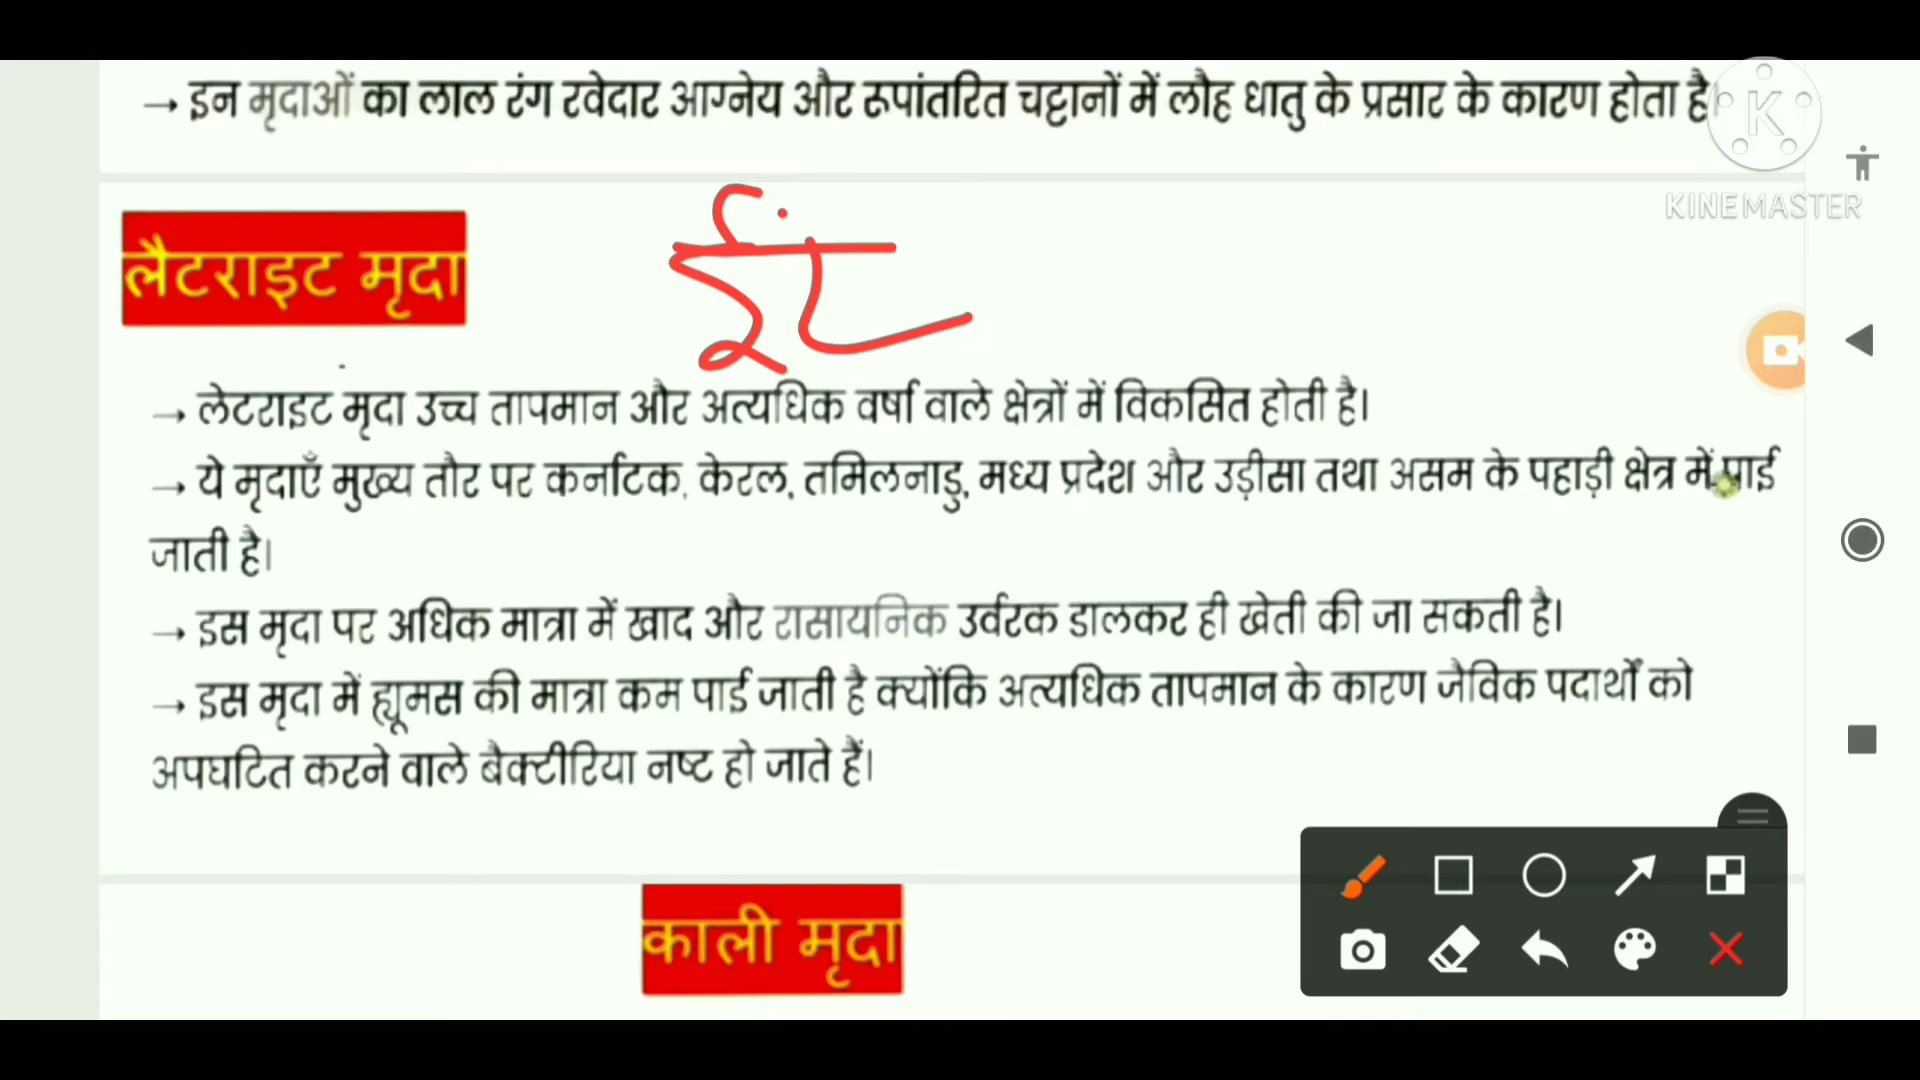 → इन मृदाओं का लाल रंग रवेदार आग्नेय और रूपांतरित चट्टानों में लौह धातु के प्रसार के कारण होता है।
K
KINEMASTER
लैटराइट मृदा
ईंट
→ लेटराइट मृदा उच्च तापमान और अत्यधिक वर्षा वाले क्षेत्रों में विकसित होती है।
→ ये मृदाएँ मुख्य तौर पर कर्नाटक, केरल, तमिलनाडु, मध्य प्रदेश और उड़ीसा तथा असम के पहाड़ी क्षेत्र में पाई
जाती है।
→ इस मृदा पर अधिक मात्रा में खाद और रासायनिक उर्वरक डालकर ही खेती की जा सकती है।
→ इस मृदा में ह्यूमस की मात्रा कम पाई जाती है क्योंकि अत्यधिक तापमान के कारण जैविक पदार्थों को
अपघटित करने वाले बैक्टीरिया नष्ट हो जाते हैं।
काली मृदा